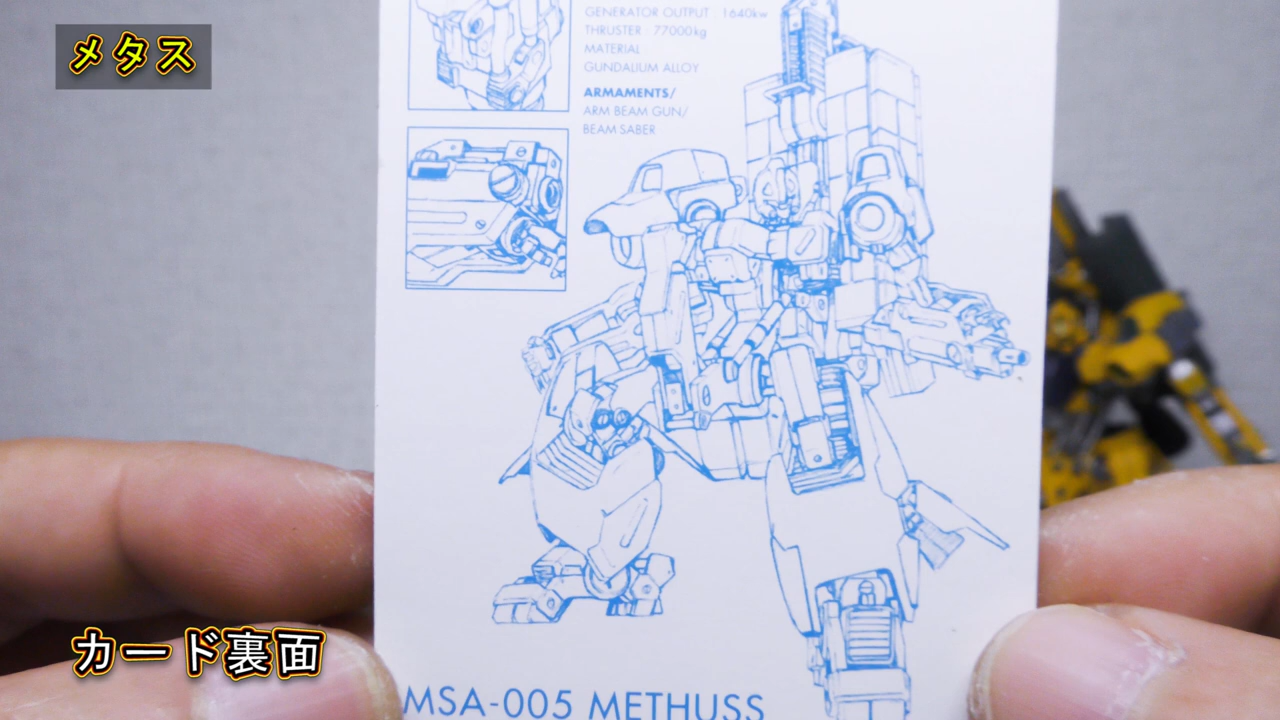 メタス
GENERATOR OUTPUT : 1640kw
THRUSTER : 77000kg
MATERIAL
GUNDALIUM ALLOY
ARMAMENTS/
ARM BEAM GUN/
BEAM SABER
カード裏面
MSA-005 METHUSS